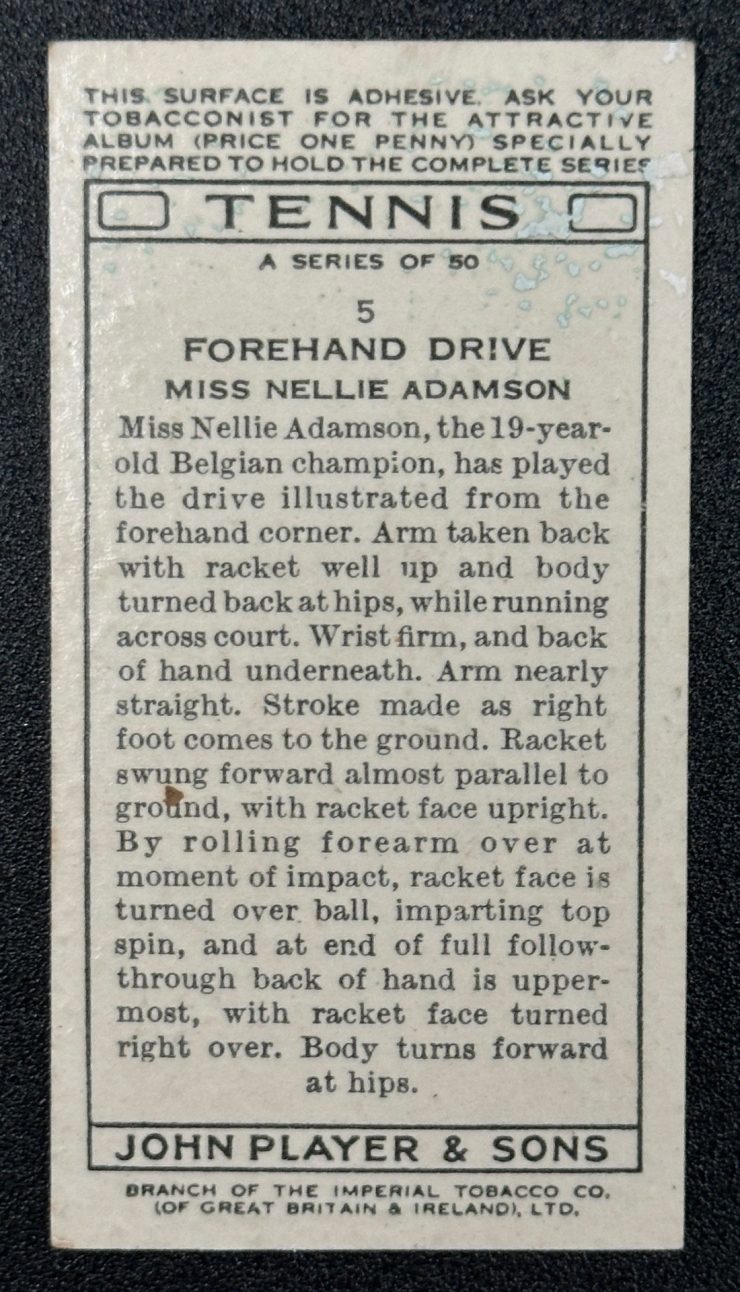 THIS SURFACE IS ADHESIVE. ASK YOUR
TOBACCONIST FOR THE ATTRACTIVE
ALBUM (PRICE ONE PENNY) SPECIALLY
PREPARED TO HOLD THE COMPLETE SERIES
TENNIS
A SERIES OF 50
5
FOREHAND DRIVE
MISS NELLIE ADAMSON
Miss Nellie Adamson, the 19-year-
old Belgian champion, has played
the drive illustrated from the
forehand corner. Arm taken back
with racket well up and body
turned back at hips, while running
across court. Wrist firm, and back
of hand underneath. Arm nearly
straight. Stroke made as right
foot comes to the ground. Racket
swung forward almost parallel to
ground, with racket face upright.
By rolling forearm over at
moment of impact, racket face is
turned over ball, imparting top
spin, and at end of full follow-
through back of hand is upper-
most, with racket face turned
right over. Body turns forward
at hips.
JOHN PLAYER & SONS
BRANCH OF THE IMPERIAL TOBACCO CO.
(OF GREAT BRITAIN & IRELAND), LTD.